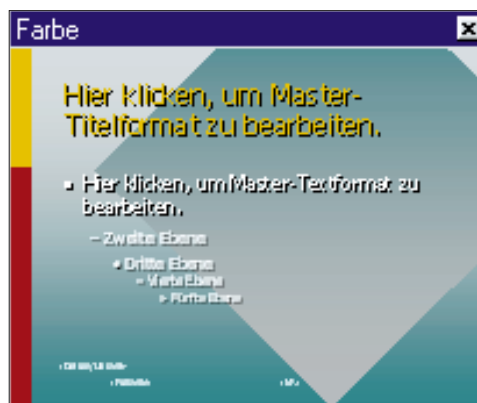 Farbe
Hier klicken, um Master-
Titelformat zu bearbeiten.
Hier klicken, um Master-Textformat zu
bearbeiten.
– Zweite Ebene
• Dritte Ebene
– Vierte Ebene
» Fünfte Ebene